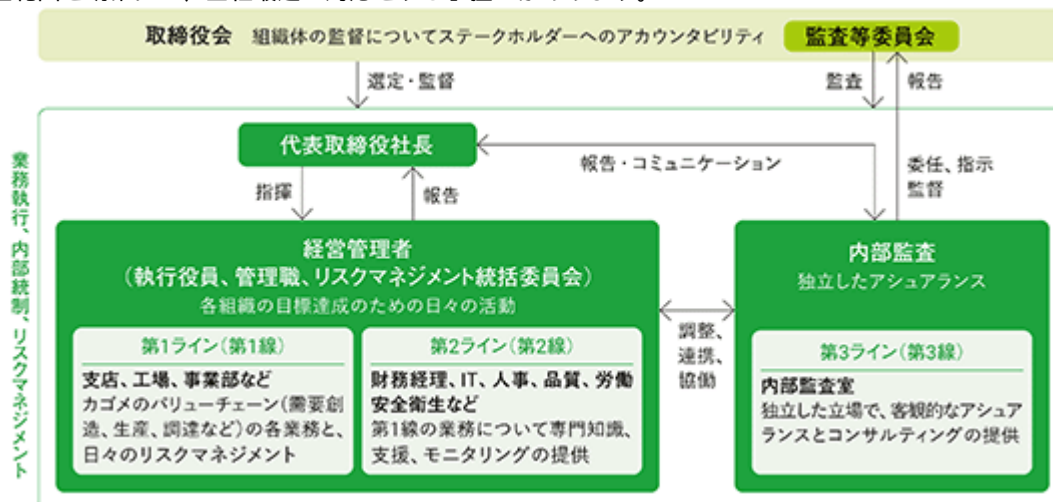 取締役会 組織体の監督についてステークホルダーへのアカウンタビリティ
監査等委員会
選定・監督
監査
報告
代表取締役社長
報告・コミュニケーション
委任、指示
監督
指揮
報告
業務執行、内部統制、リスクマネジメント
経営管理者
（執行役員、管理職、リスクマネジメント統括委員会）
各組織の目標達成のための日々の活動
第1ライン（第1線）
支店、工場、事業部など
カゴメのバリューチェーン（需要創
造、生産、調達など）の各業務と、
日々のリスクマネジメント
第2ライン（第2線）
財務経理、IT、人事、品質、労働
安全衛生など
第1線の業務について専門知識、
支援、モニタリングの提供
調整、
連携、
協働
内部監査
独立したアシュアランス
第3ライン（第3線）
内部監査室
独立した立場で、客観的なアシュア
ランスとコンサルティングの提供